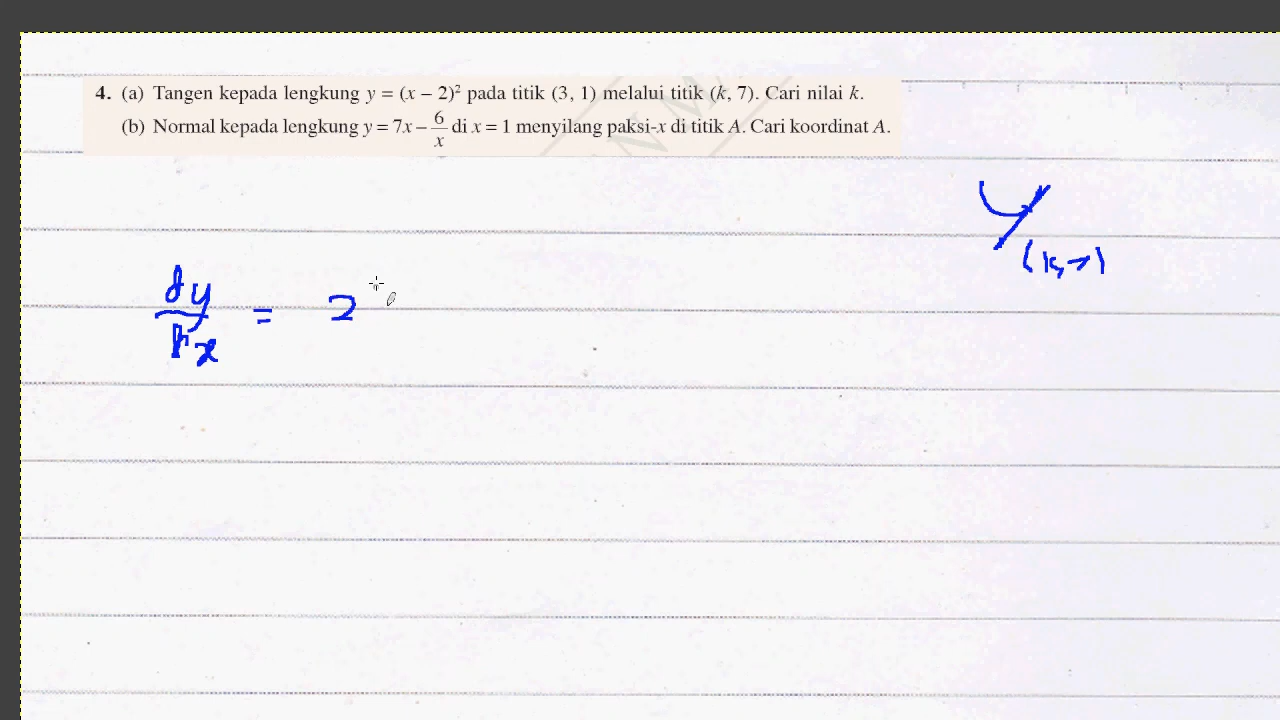 4. (a) Tangen kepada lengkung y = (x – 2)² pada titik (3, 1) melalui titik (k, 7). Cari nilai k.
(b) Normal kepada lengkung y = 7x – 6/x di x = 1 menyilang paksi-x di titik A. Cari koordinat A.
(k, 7)
dy/dx = 2